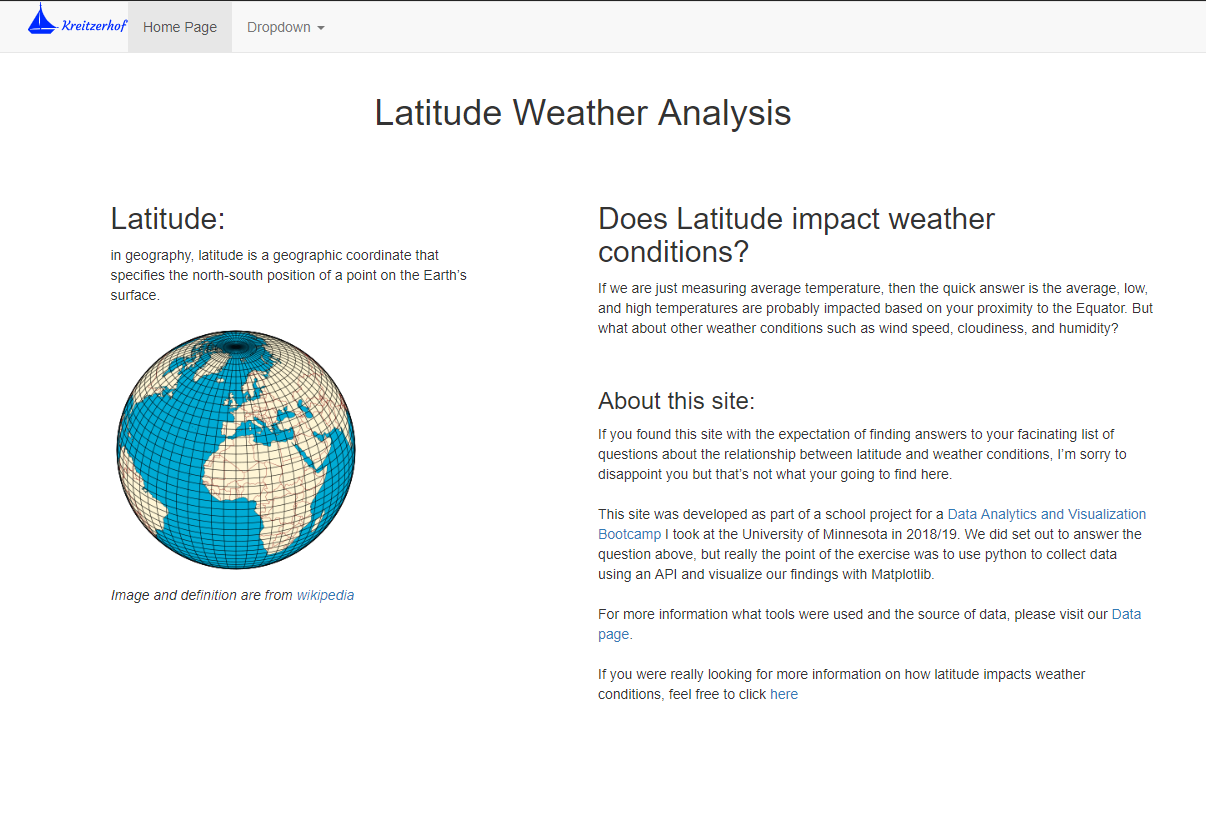 Kreitzerhof
Home Page
Dropdown
Latitude Weather Analysis
Latitude:
in geography, latitude is a geographic coordinate that
specifies the north-south position of a point on the Earth’s
surface.
Image and definition are from wikipedia
Does Latitude impact weather
conditions?
If we are just measuring average temperature, then the quick answer is the average, low,
and high temperatures are probably impacted based on your proximity to the Equator. But
what about other weather conditions such as wind speed, cloudiness, and humidity?
About this site:
If you found this site with the expectation of finding answers to your facinating list of
questions about the relationship between latitude and weather conditions, I’m sorry to
disappoint you but that’s not what your going to find here.
This site was developed as part of a school project for a Data Analytics and Visualization
Bootcamp I took at the University of Minnesota in 2018/19. We did set out to answer the
question above, but really the point of the exercise was to use python to collect data
using an API and visualize our findings with Matplotlib.
For more information what tools were used and the source of data, please visit our Data
page.
If you were really looking for more information on how latitude impacts weather
conditions, feel free to click here